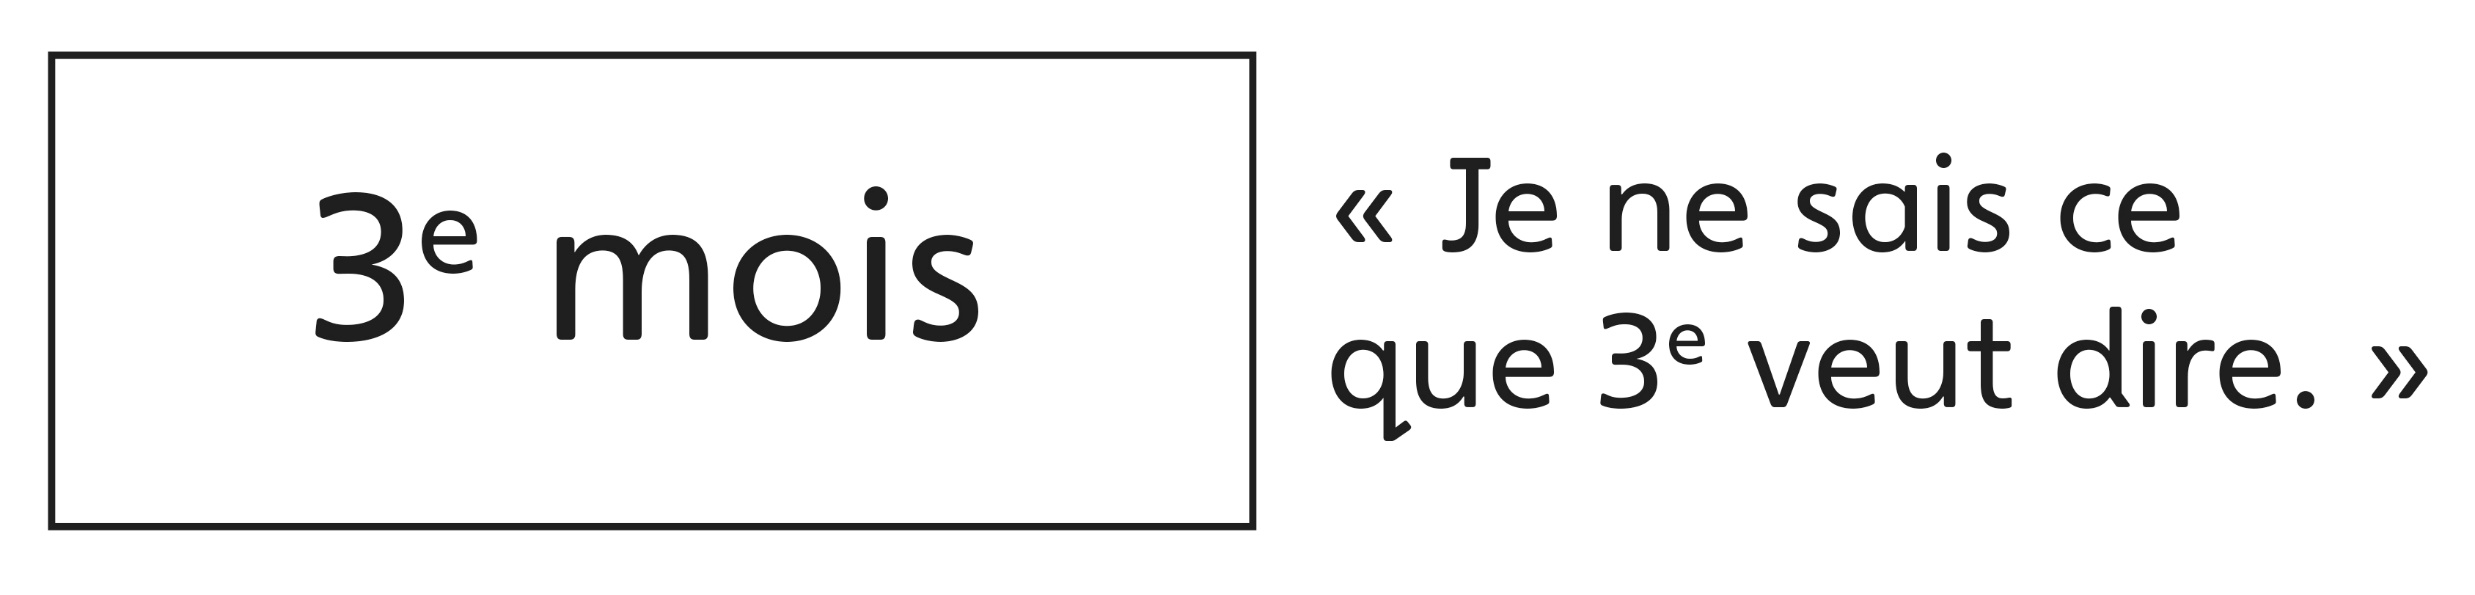 3ᵉ mois
« Je ne sais ce
que 3ᵉ veut dire. »